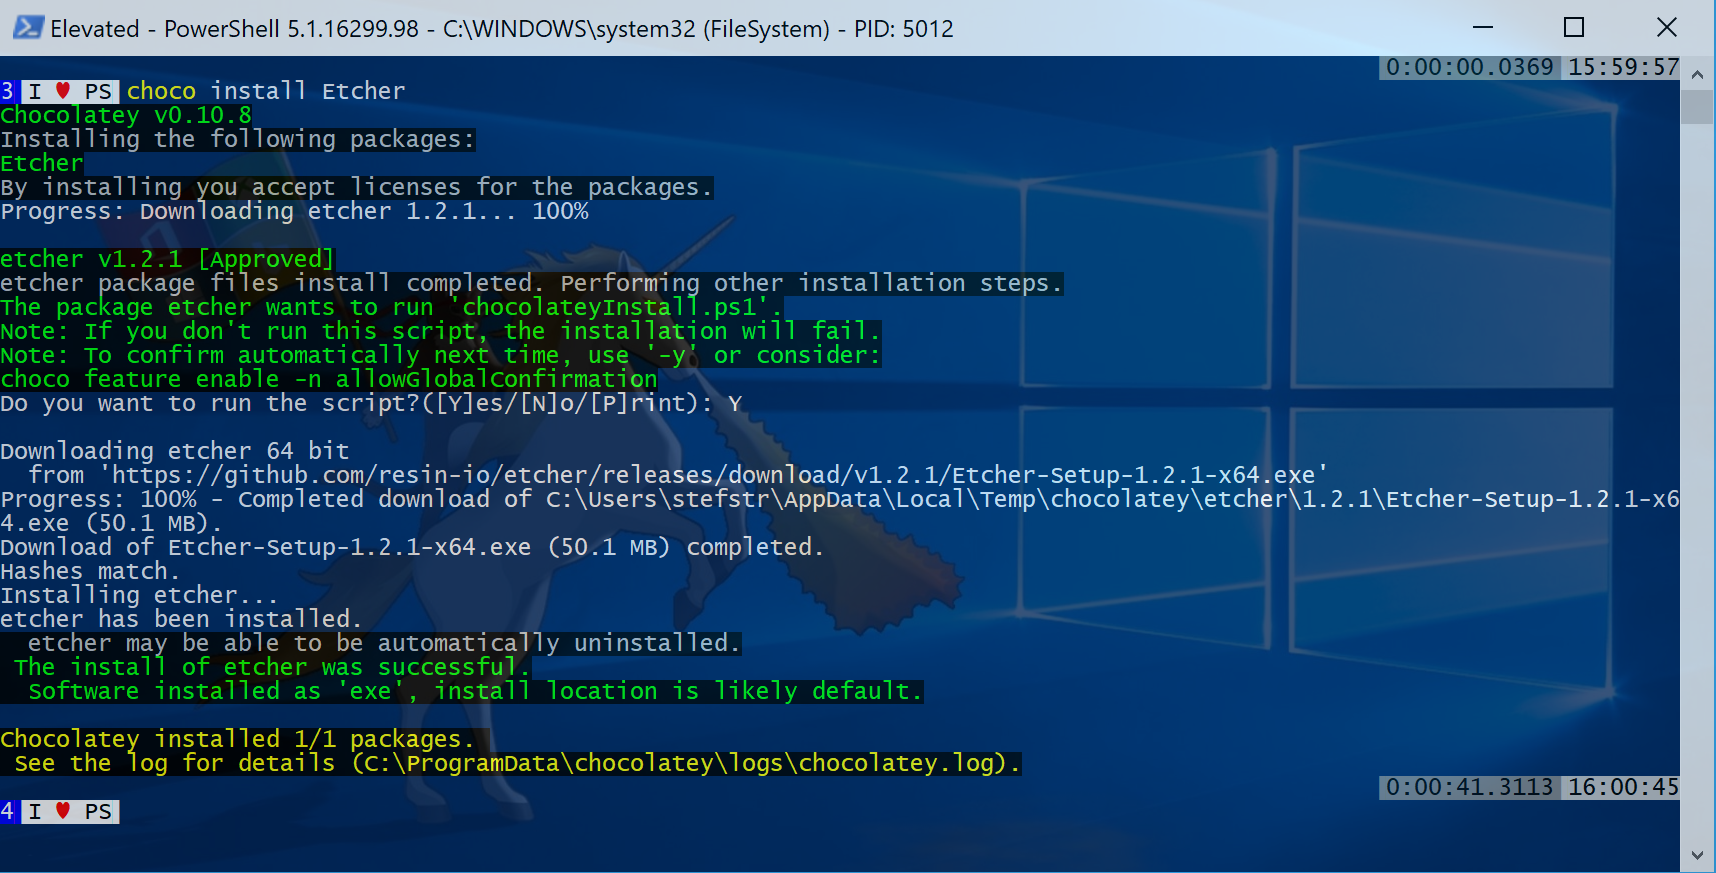 Elevated - PowerShell 5.1.16299.98 - C:\WINDOWS\system32 (FileSystem) - PID: 5012
0:00:00.0369 15:59:57
3 I ♥ PS choco install Etcher
Chocolatey v0.10.8
Installing the following packages:
Etcher
By installing you accept licenses for the packages.
Progress: Downloading etcher 1.2.1... 100%
etcher v1.2.1 [Approved]
etcher package files install completed. Performing other installation steps.
The package etcher wants to run 'chocolateyInstall.ps1'.
Note: If you don't run this script, the installation will fail.
Note: To confirm automatically next time, use '-y' or consider:
choco feature enable -n allowGlobalConfirmation
Do you want to run the script?([Y]es/[N]o/[P]rint): Y
Downloading etcher 64 bit
from 'https://github.com/resin-io/etcher/releases/download/v1.2.1/Etcher-Setup-1.2.1-x64.exe'
Progress: 100% - Completed download of C:\Users\stefstr\AppData\Local\Temp\chocolatey\etcher\1.2.1\Etcher-Setup-1.2.1-x6
4.exe (50.1 MB).
Download of Etcher-Setup-1.2.1-x64.exe (50.1 MB) completed.
Hashes match.
Installing etcher...
etcher has been installed.
etcher may be able to be automatically uninstalled.
The install of etcher was successful.
Software installed as 'exe', install location is likely default.
Chocolatey installed 1/1 packages.
See the log for details (C:\ProgramData\chocolatey\logs\chocolatey.log).
0:00:41.3113 16:00:45
4 I ♥ PS